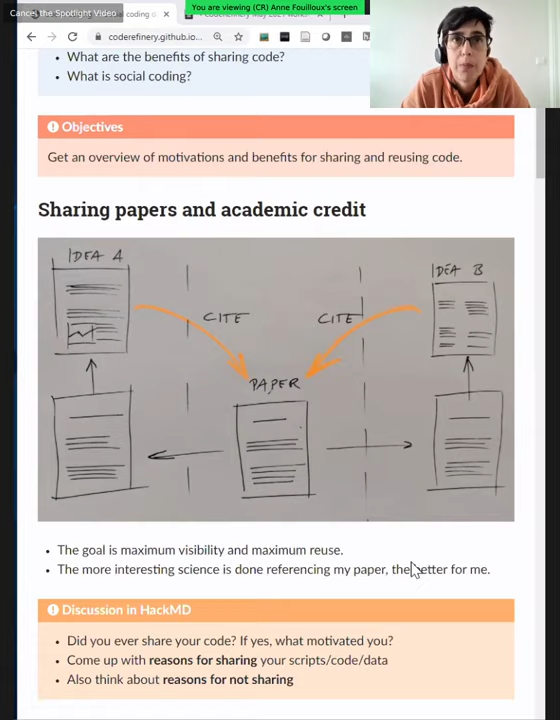 Cancel the Spotlight Video
You are viewing (CR) Anne Fouilloux's screen
coderefinery.github.io...
What are the benefits of sharing code?
What is social coding?
Objectives
Get an overview of motivations and benefits for sharing and reusing code.
Sharing papers and academic credit
IDEA A
IDEA B
CITE
CITE
PAPER
The goal is maximum visibility and maximum reuse.
The more interesting science is done referencing my paper, the better for me.
Discussion in HackMD
Did you ever share your code? If yes, what motivated you?
Come up with reasons for sharing your scripts/code/data
Also think about reasons for not sharing